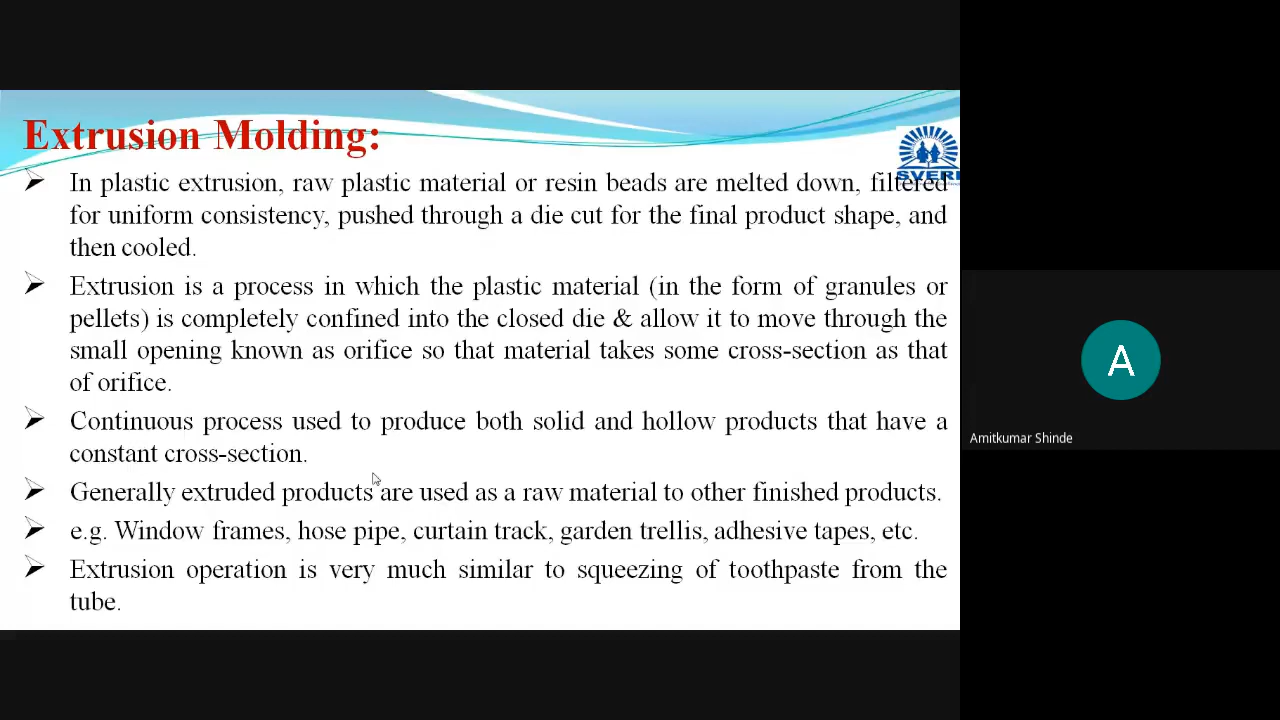 Extrusion Molding:
SVERI
➢ In plastic extrusion, raw plastic material or resin beads are melted down, filtered
for uniform consistency, pushed through a die cut for the final product shape, and
then cooled.
➢ Extrusion is a process in which the plastic material (in the form of granules or
pellets) is completely confined into the closed die & allow it to move through the
small opening known as orifice so that material takes some cross-section as that
of orifice.
➢ Continuous process used to produce both solid and hollow products that have a
constant cross-section.
➢ Generally extruded products are used as a raw material to other finished products.
➢ e.g. Window frames, hose pipe, curtain track, garden trellis, adhesive tapes, etc.
➢ Extrusion operation is very much similar to squeezing of toothpaste from the
tube.
A
Amitkumar Shinde